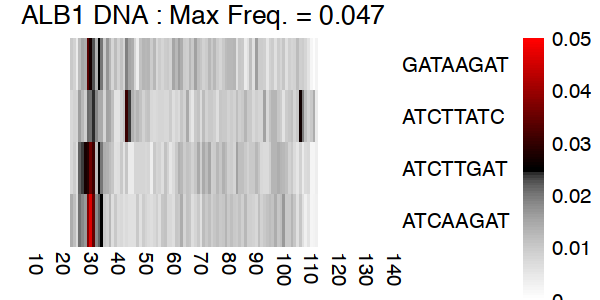 ALB1 DNA : Max Freq. = 0.047
GATAAGAT
ATCTTATC
ATCTTGAT
ATCAAGAT
0.05
0.04
0.03
0.02
0.01
10 20 30 40 50 60 70 80 90 100 110 120 130 140